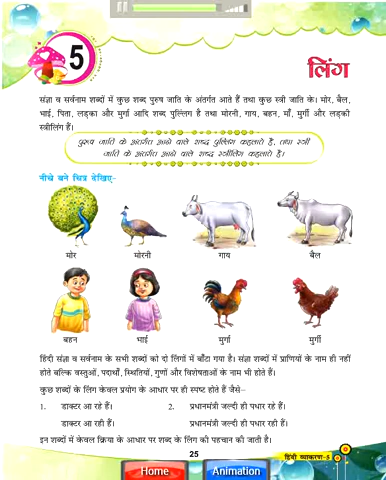 5
लिंग
संज्ञा व सर्वनाम शब्दों में कुछ शब्द पुरुष जाति के अंतर्गत आते हैं तथा कुछ स्त्री जाति के। मोर, बैल,
भाई, पिता, लड़का और मुर्गा आदि शब्द पुल्लिग है तथा मोरनी, गाय, बहन, माँ, मुर्गी और लड़की
स्त्रीलिंग हैं।
पुरुष जाति के अंतर्गत आने वाले शब्द पुल्लिंग कहलाते हैं, तथा स्त्री
जाति के अंतर्गत आने वाले शब्द स्त्रीलिंग कहलाते हैं।
नीचे बने चित्र देखिए-
मोर मोरनी गाय बैल
बहन भाई मुर्गा मुर्गी
हिंदी संज्ञा व सर्वनाम के सभी शब्दों को दो लिंगों में बाँटा गया है। संज्ञा शब्दों में प्राणियों के नाम ही नहीं
होते बल्कि वस्तुओं, पदार्थों, स्थितियों, गुणों और विशेषताओं के नाम भी होते हैं।
कुछ शब्दों के लिंग केवल प्रयोग के आधार पर ही स्पष्ट होते हैं जैसे-
1. डाक्टर आ रहे हैं। 2. प्रधानमंत्री जल्दी ही पधार रहे हैं।
डाक्टर आ रही हैं। प्रधानमंत्री जल्दी ही पधार रही हैं।
इन शब्दों में केवल क्रिया के आधार पर शब्द के लिंग की पहचान की जाती है।
25
हिंदी व्याकरण-5
Home Animation